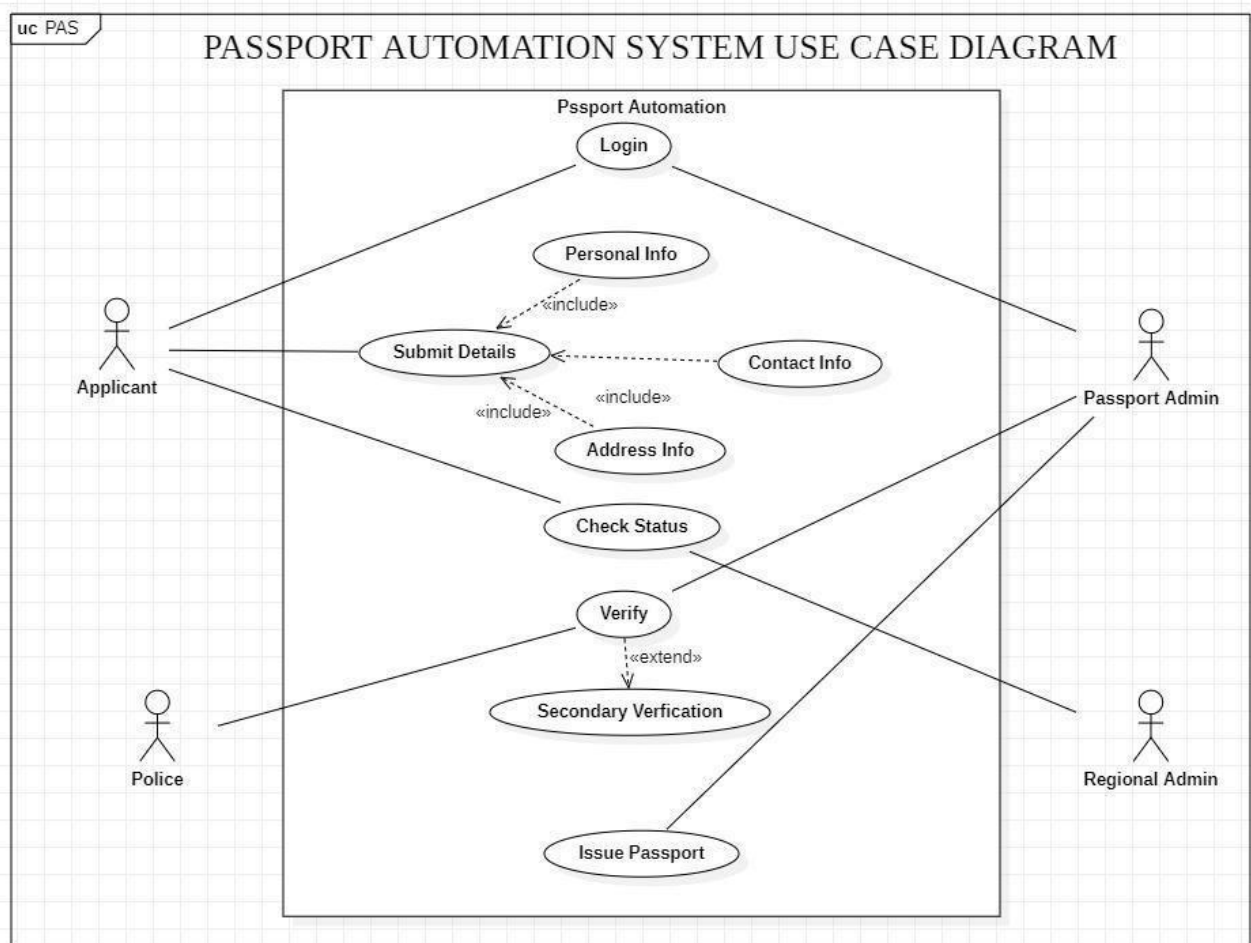 uc PAS
PASSPORT AUTOMATION SYSTEM USE CASE DIAGRAM
Pssport Automation
Login
Personal Info
«include»
Submit Details
Contact Info
Applicant
Passport Admin
«include»
«include»
Address Info
Check Status
Verify
«extend»
Secondary Verfication
Police
Regional Admin
Issue Passport